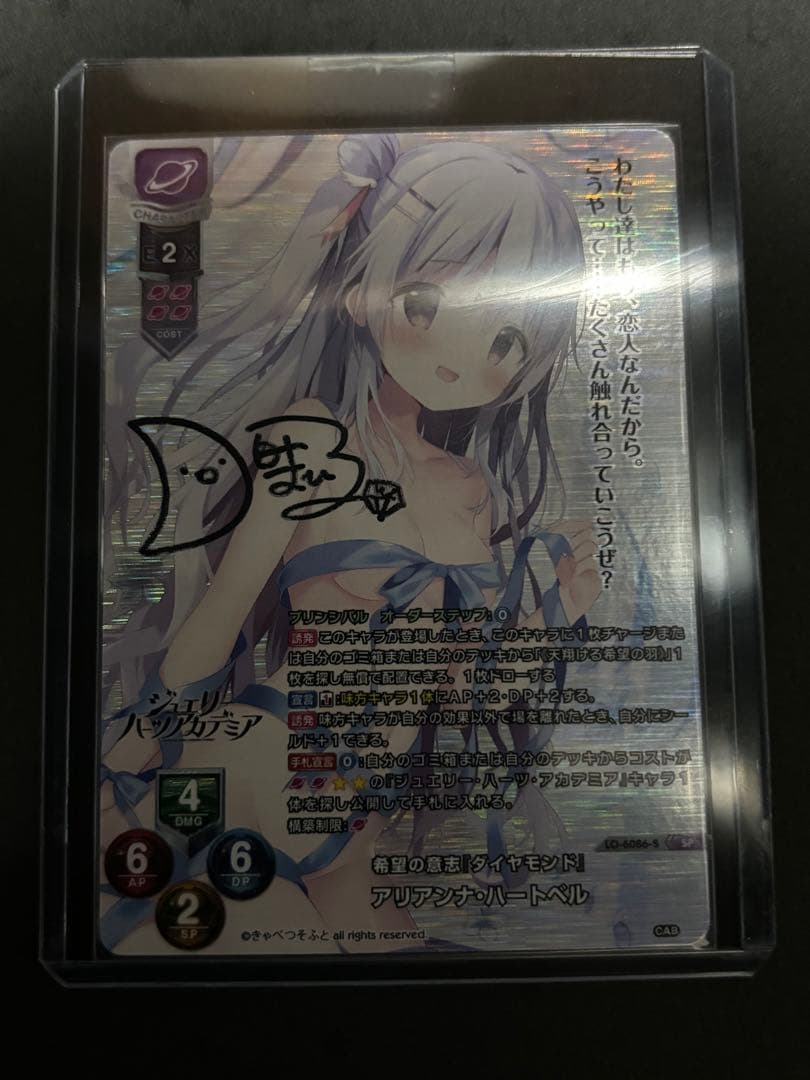 CHARACTER
EX 2
COST
わたし達はもう、恋人なんだから。
こうやって……たくさん触れ合っていこうぜ?
プリンシパル オーダーステップ:0
誘発 このキャラが登場したとき、このキャラに1枚チャージまた
は自分のゴミ箱または自分のデッキから「《天翔ける希望の羽》」1
枚を探し無償で配置できる。1枚ドローする
宣言 :味方キャラ1体にAP+2・DP+2する。
誘発 味方キャラが自分の効果以外で場を離れたとき、自分にシー
ルド+1できる。
手札宣言 0:自分のゴミ箱または自分のデッキからコストが
の『ジュエリー・ハーツ・アカデミア』キャラ1
体を探し公開して手札に入れる。
構築制限:
ジュエリー
ハーツアカデミア
4
DMG
6
AP
6
DP
2
SP
LO-6086-S SP
希望の意志『ダイヤモンド』
アリアンナ・ハートベル
©きゃべつそふと all rights reserved.
CAB